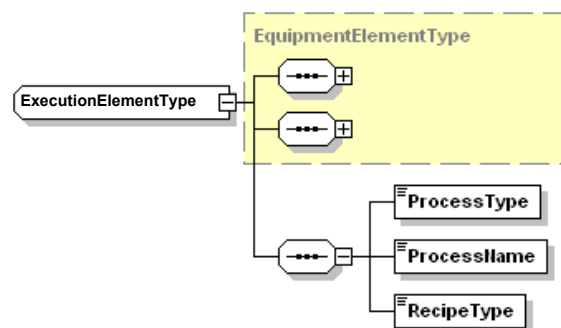 EquipmentElementType
ExecutionElementType
ProcessType
ProcessName
RecipeType